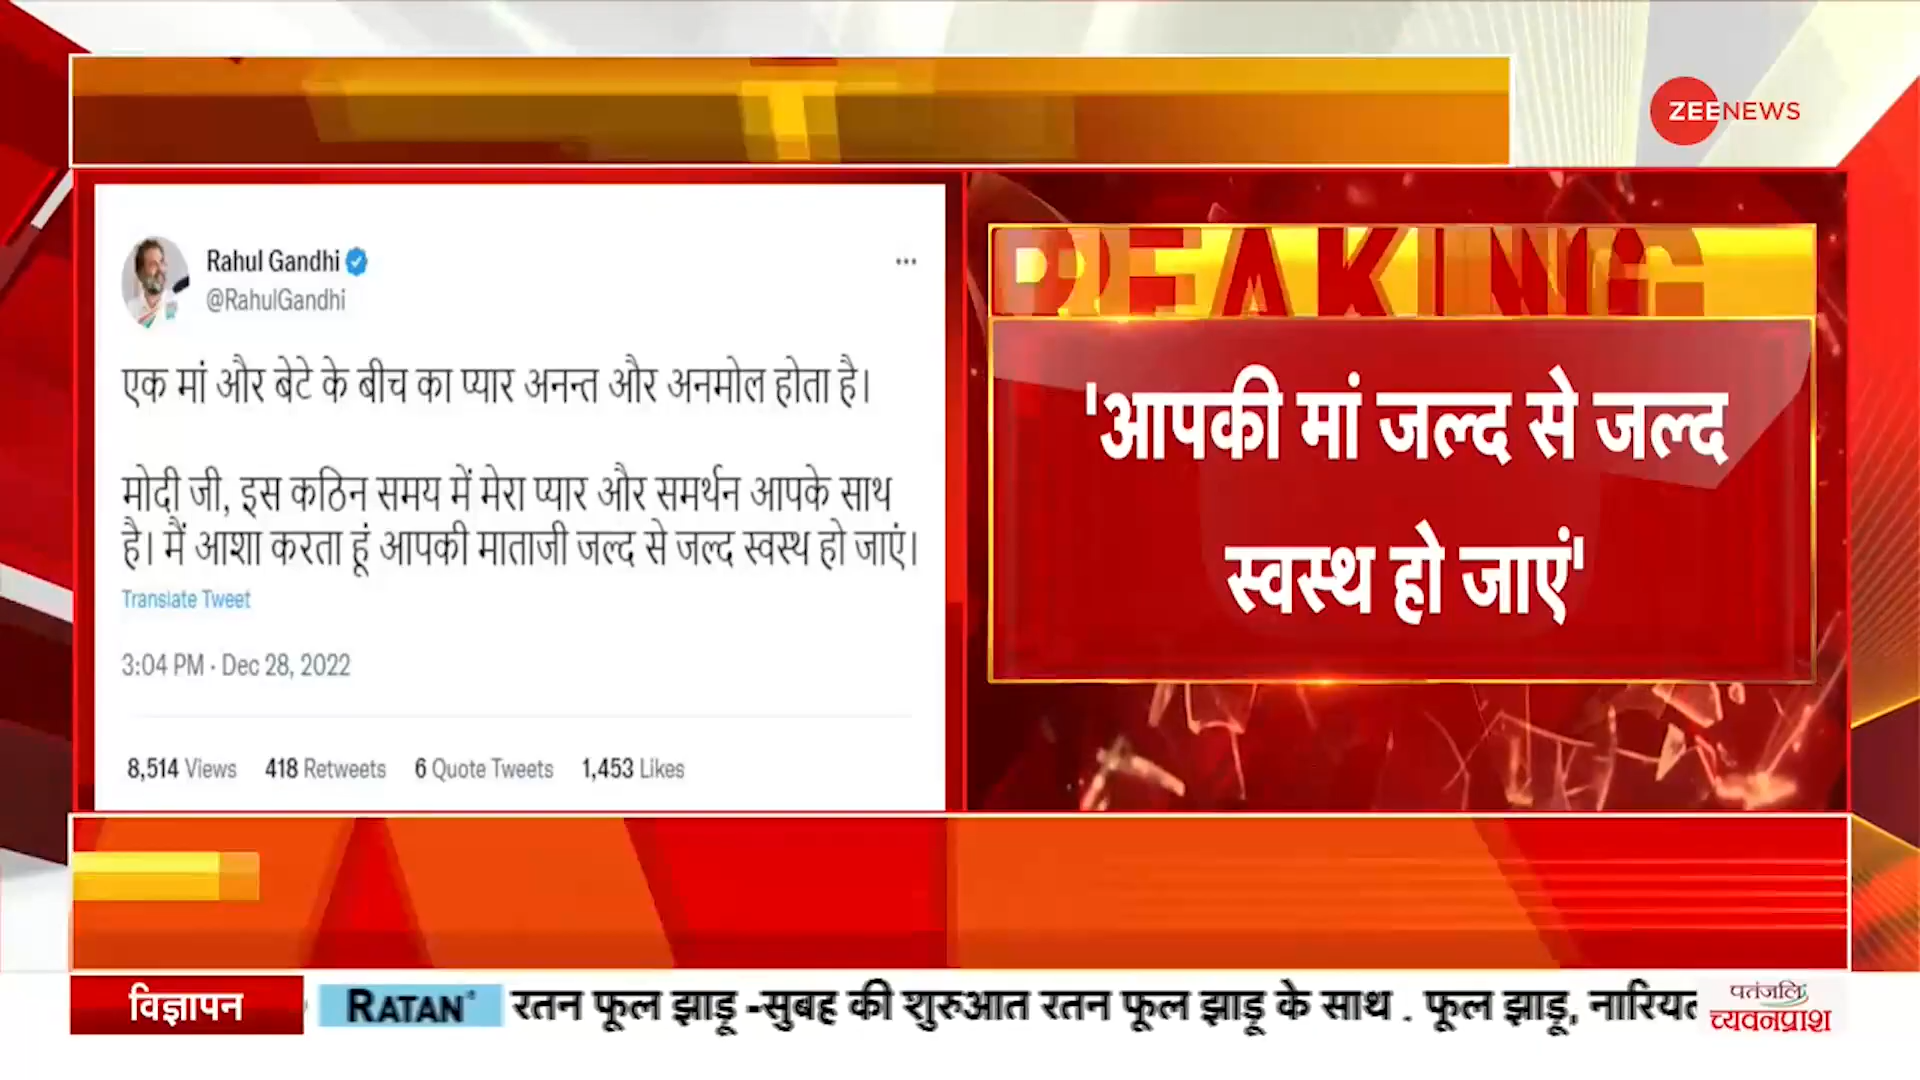 ZEENEWS
Rahul Gandhi
@RahulGandhi
एक मां और बेटे के बीच का प्यार अनन्त और अनमोल होता है।
मोदी जी, इस कठिन समय में मेरा प्यार और समर्थन आपके साथ
है। मैं आशा करता हूं आपकी माताजी जल्द से जल्द स्वस्थ हो जाएं।
Translate Tweet
3:04 PM · Dec 28, 2022
8,514 Views 418 Retweets 6 Quote Tweets 1,453 Likes
REAKING
'आपकी मां जल्द से जल्द
स्वस्थ हो जाएं'
विज्ञापन RATAN रतन फूल झाड़ू -सुबह की शुरुआत रतन फूल झाड़ू के साथ . फूल झाड़ू,
पतंजलि
च्यवनप्राश